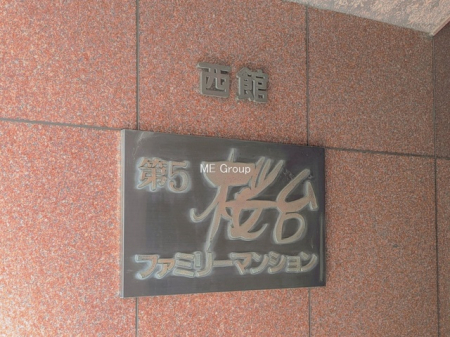 西館
第5 桜台
ME Group
ファミリーマンション